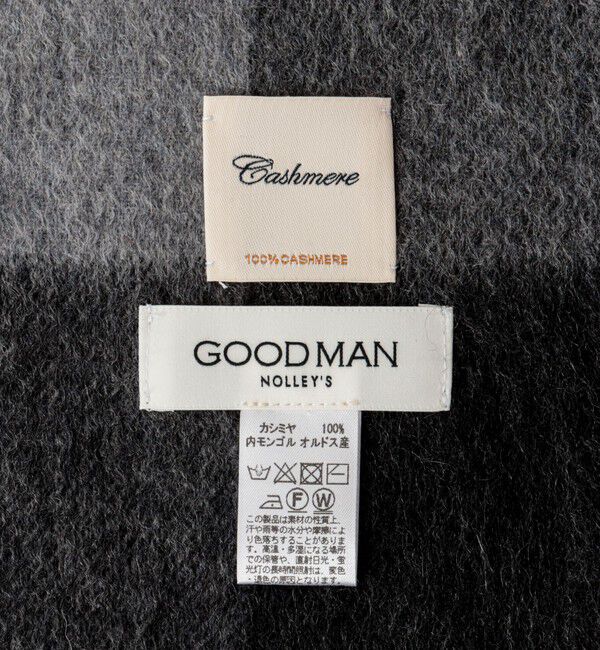 Cashmere
100% CASHMERE
GOOD MAN
NOLLEY'S
カシミヤ 100%
内モンゴル オルドス産
F W
この製品は素材の性質上、
汗や雨等の水分や摩擦によ
り色落ちすることがありま
す。高温・多湿になる場所
での保管や、直射日光・蛍
光灯の長時間照射は、変色
・退色の原因となります。